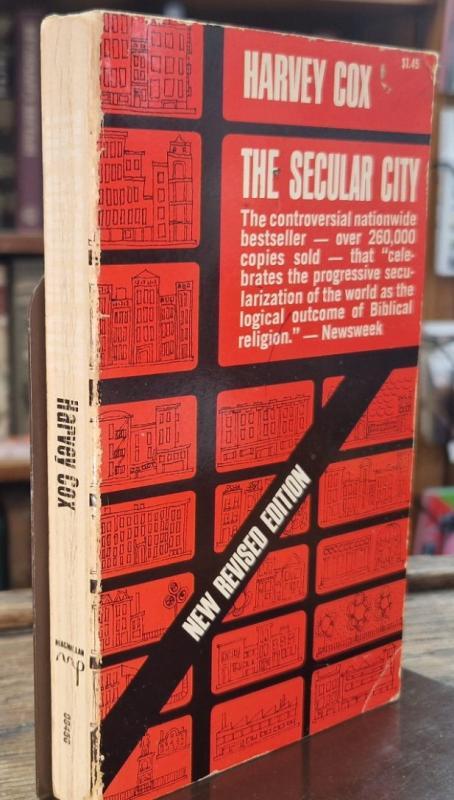 HARVEY COX
$1.45
THE SECULAR CITY
The controversial nationwide
bestseller — over 260,000
copies sold — that "cele-
brates the progressive secu-
larization of the world as the
logical outcome of Biblical
religion." — Newsweek
NEW REVISED EDITION
Harvey Cox
MACMILLAN
08436